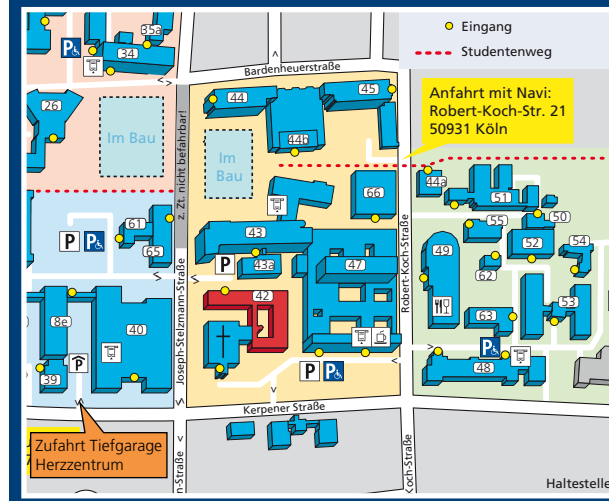 Eingang
Studentenweg
Anfahrt mit Navi:
Robert-Koch-Str. 21
50931 Köln
35a
34
P
Bardenheuerstraße
26
44
45
44b
Im Bau
Im
Bau
z. Zt. nicht befahrbar!
66
44a
51
50
55
52
54
61
65
P
P
43
43a
P
47
49
62
53
63
Robert-Koch-Straße
Joseph-Stelzmann-Straße
8e
40
42
39
P
P
P
P
48
Kerpener Straße
Zufahrt Tiefgarage
Herzzentrum
n-Straße
Koch-Straße
Haltestelle